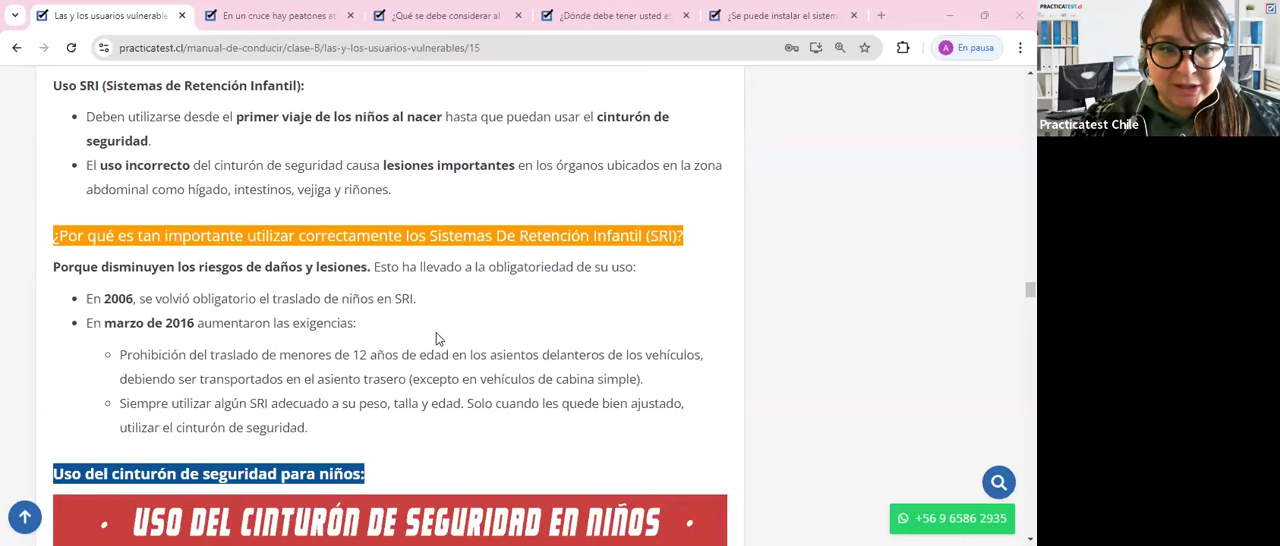 Las y los usuarios vulnerable
En un cruce hay peatones at
¿Qué se debe considerar al
¿Dónde debe tener usted e
¿Se puede instalar el sistem
practicatest.cl/manual-de-conducir/clase-B/las-y-los-usuarios-vulnerables/15
A
En pausa
PRACTICATEST.cl
Practicatest Chile
Uso SRI (Sistemas de Retención Infantil):
Deben utilizarse desde el primer viaje de los niños al nacer hasta que puedan usar el cinturón de
seguridad.
El uso incorrecto del cinturón de seguridad causa lesiones importantes en los órganos ubicados en la zona
abdominal como hígado, intestinos, vejiga y riñones.
¿Por qué es tan importante utilizar correctamente los Sistemas De Retención Infantil (SRI)?
Porque disminuyen los riesgos de daños y lesiones. Esto ha llevado a la obligatoriedad de su uso:
En 2006, se volvió obligatorio el traslado de niños en SRI.
En marzo de 2016 aumentaron las exigencias:
Prohibición del traslado de menores de 12 años de edad en los asientos delanteros de los vehículos,
debiendo ser transportados en el asiento trasero (excepto en vehículos de cabina simple).
Siempre utilizar algún SRI adecuado a su peso, talla y edad. Solo cuando les quede bien ajustado,
utilizar el cinturón de seguridad.
Uso del cinturón de seguridad para niños:
• USO DEL CINTURÓN DE SEGURIDAD EN NIÑOS •
+56 9 6586 2935